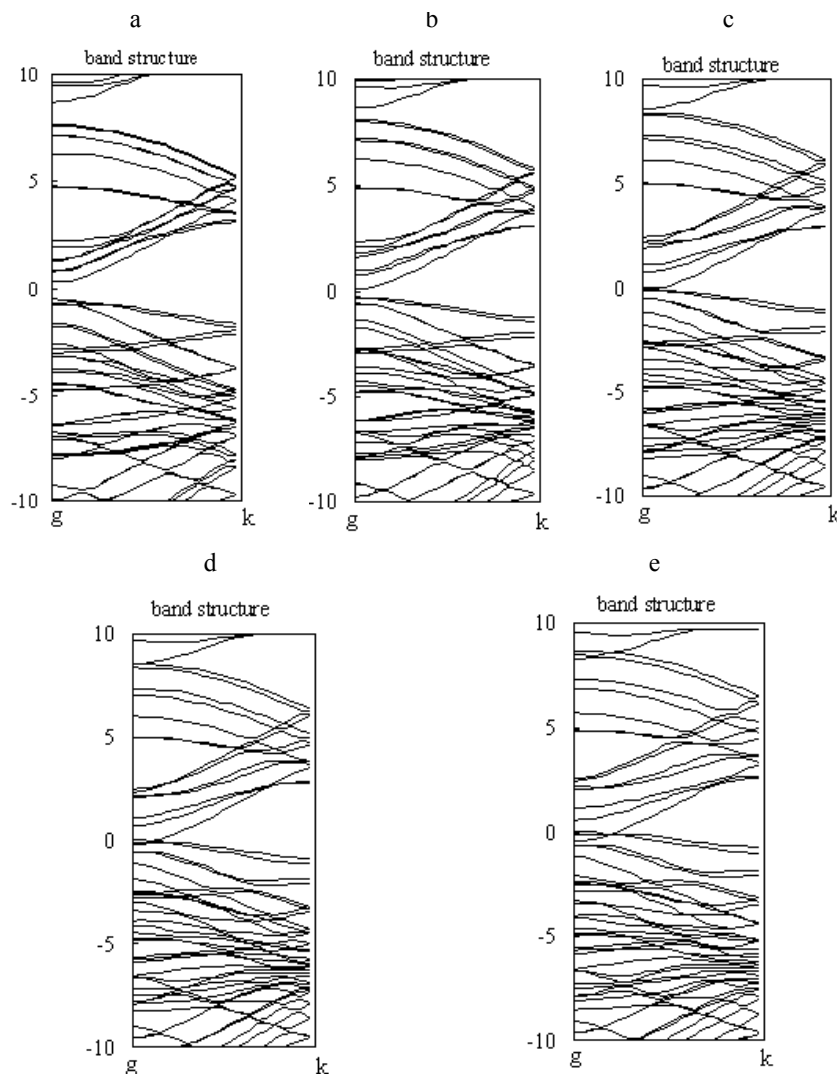 a b c
band structure band structure band structure
10 10 10
5 5 5
0 0 0
-5 -5 -5
-10 -10 -10
g k g k g k
d e
band structure band structure
10 10
5 5
0 0
-5 -5
-10 -10
g k g k